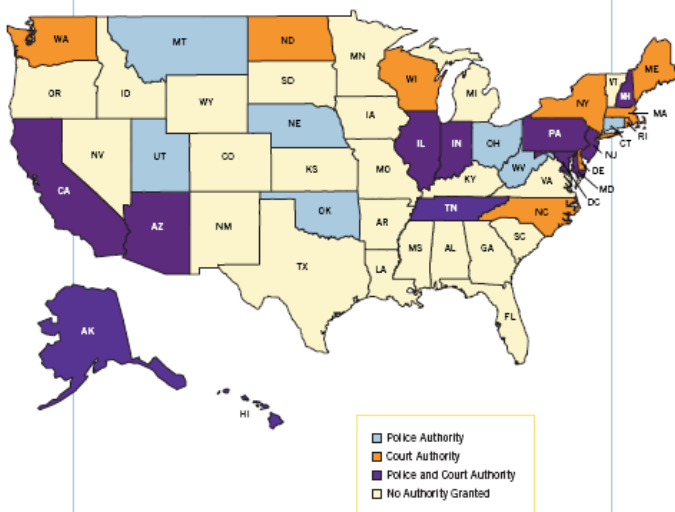 WA
MT
ND
MN
WI
MI
VT
NH
ME
OR
ID
WY
SD
NY
MA
RI
CT
IA
NE
NV
UT
CO
IL
IN
OH
PA
NJ
DE
MD
DC
WV
VA
KS
MO
KY
CA
AZ
NM
OK
AR
TN
NC
SC
TX
LA
MS
AL
GA
FL
AK
HI
Police Authority
Court Authority
Police and Court Authority
No Authority Granted